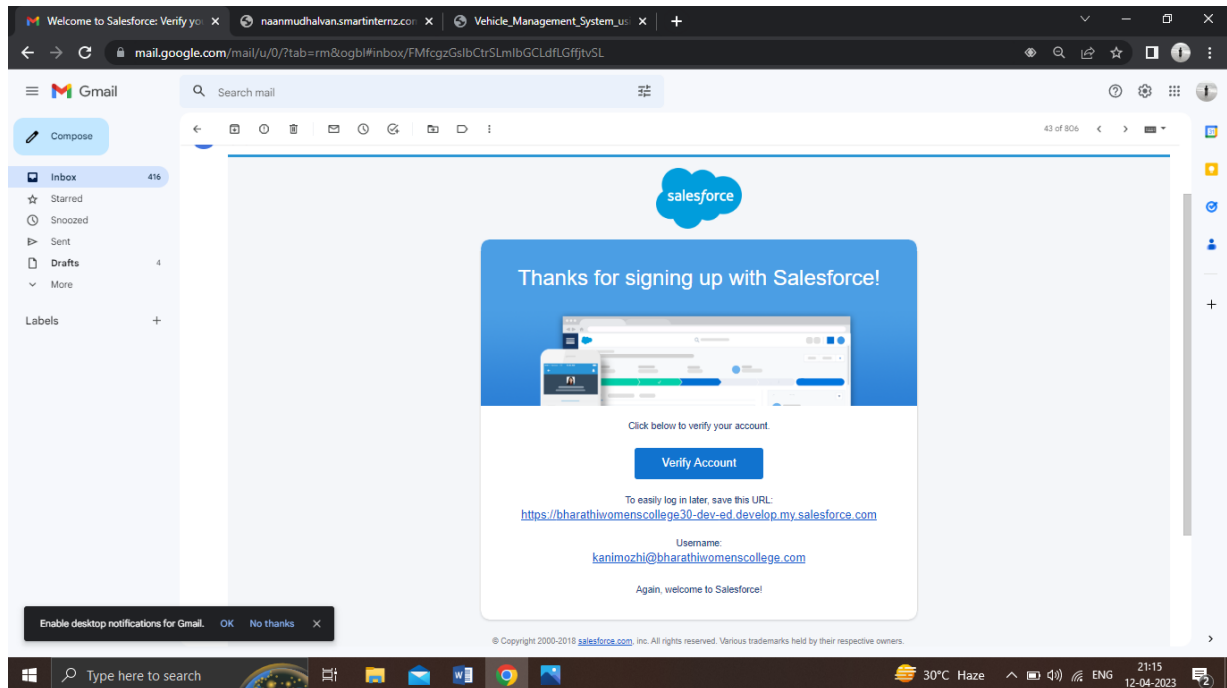 Welcome to Salesforce: Verify yo
naanmudhalvan.smartinternz.con
Vehicle_Management_System_us
mail.google.com/mail/u/0/?tab=rm&ogbl#inbox/FMfcgzGslbCtrSLmlbGCLdfLGffjtvSL
Gmail
Search mail
Compose
43 of 806
Inbox 416
Starred
Snoozed
Sent
Drafts 4
More
Labels
salesforce
Thanks for signing up with Salesforce!
Click below to verify your account.
Verify Account
To easily log in later, save this URL:
https://bharathiwomenscollege30-dev-ed.develop.my.salesforce.com
Username:
kanimozhi@bharathiwomenscollege.com
Again, welcome to Salesforce!
Enable desktop notifications for Gmail. OK No thanks
© Copyright 2000-2018 salesforce.com, inc. All rights reserved. Various trademarks held by their respective owners.
Type here to search
30°C Haze
ENG
21:15
12-04-2023
2